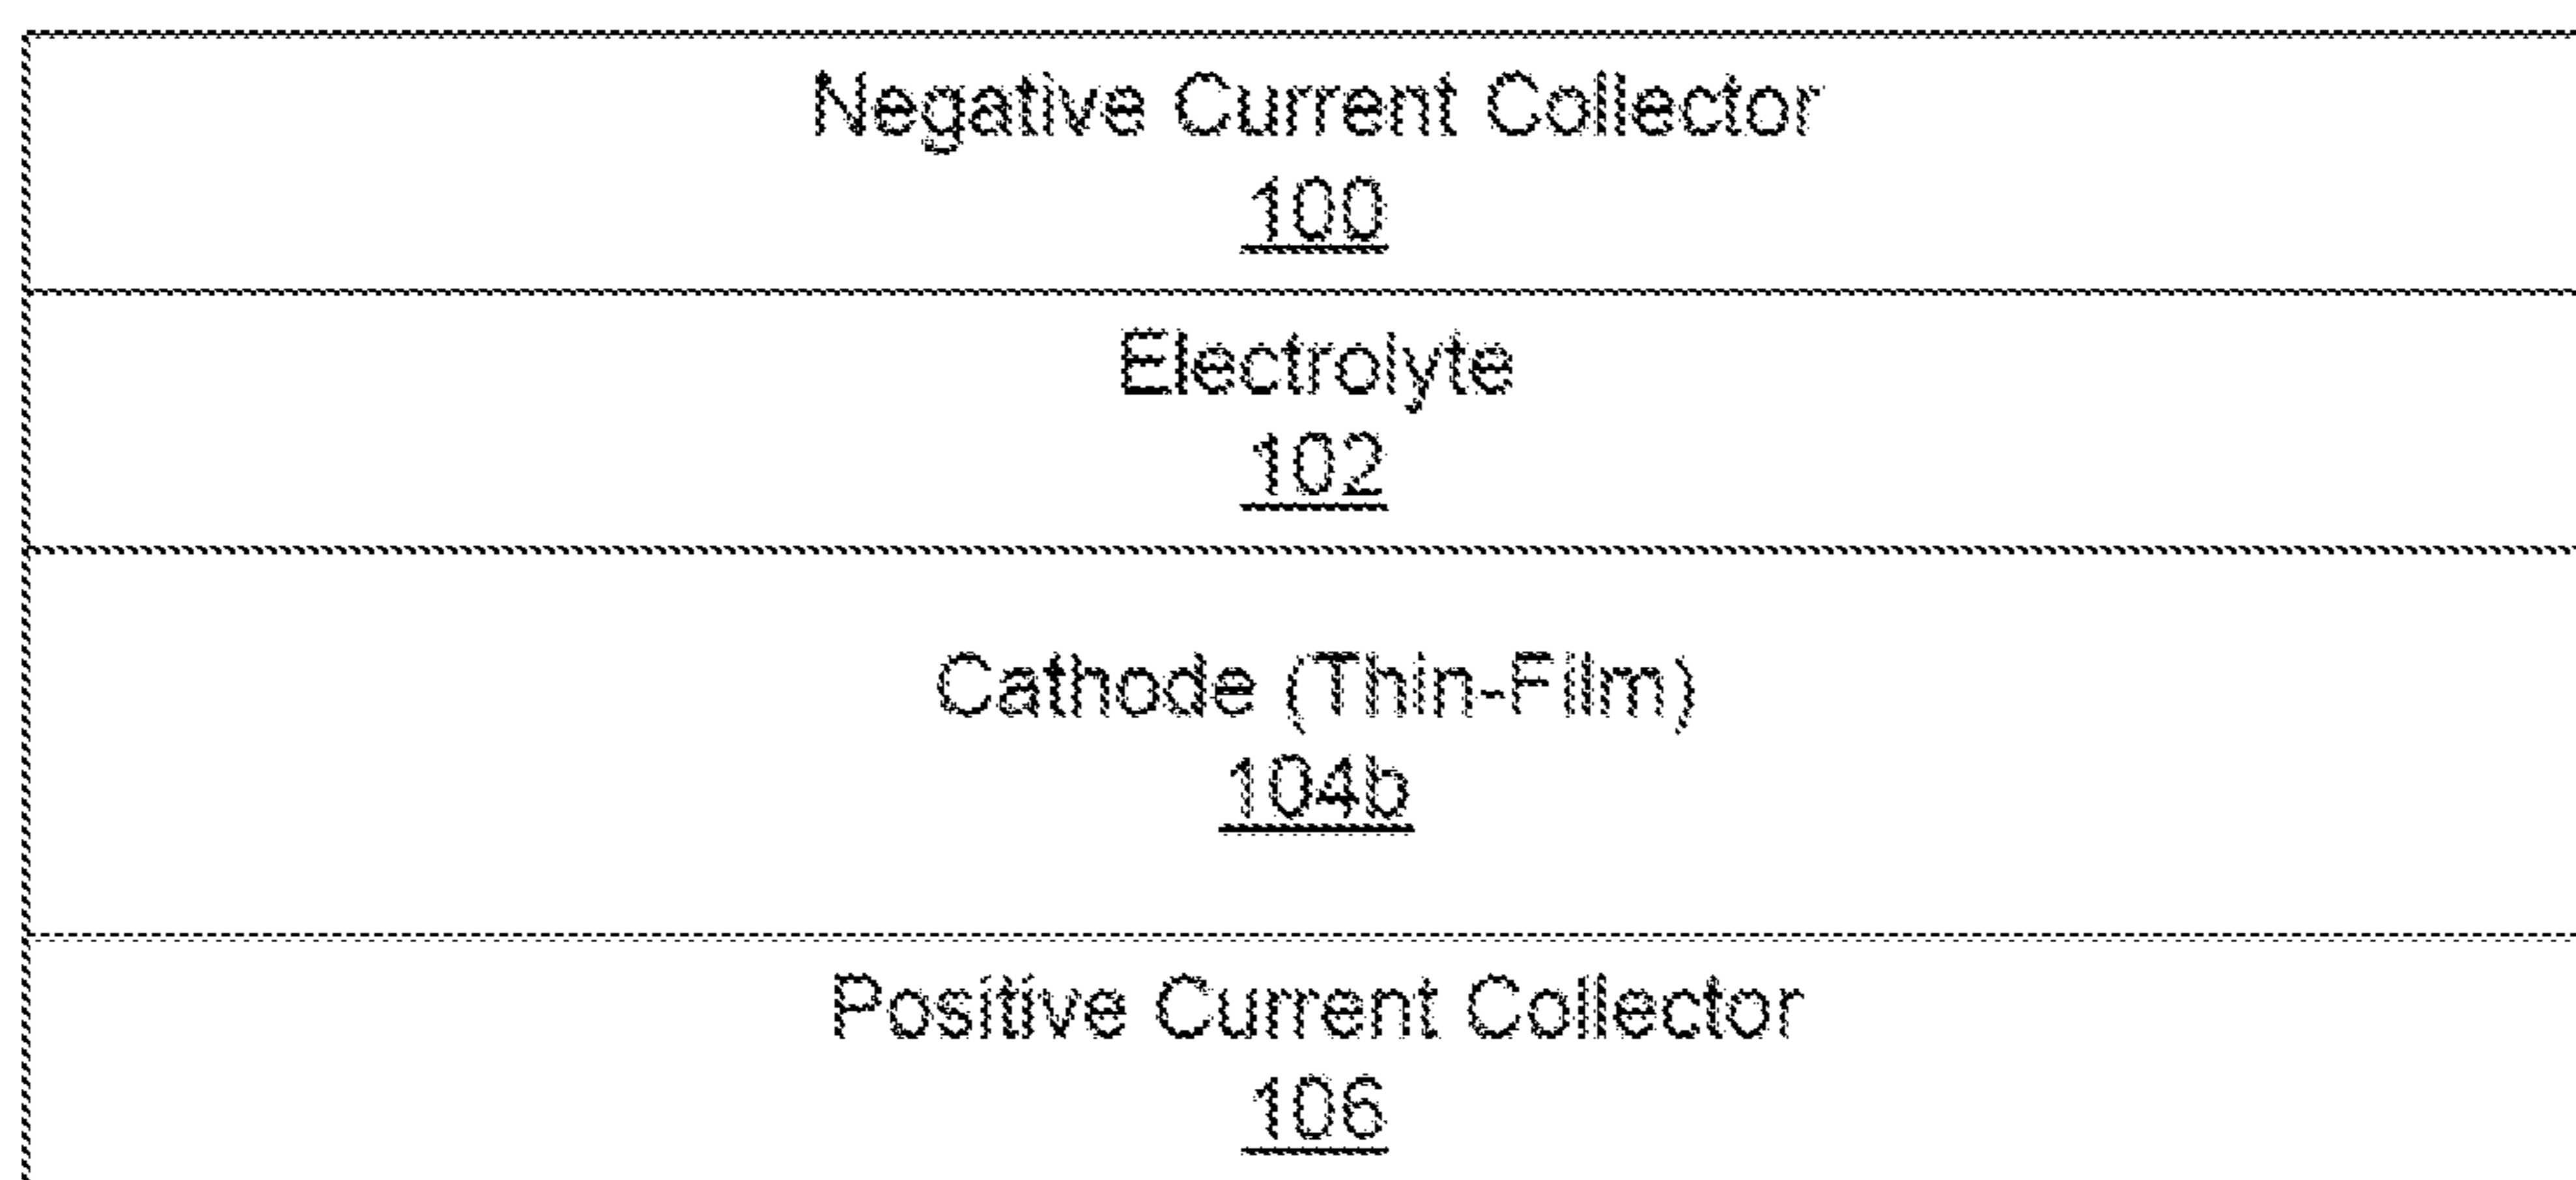 Negative Current Collector
100
Electrolyte
102
Cathode (Thin-Film)
104b
Positive Current Collector
106